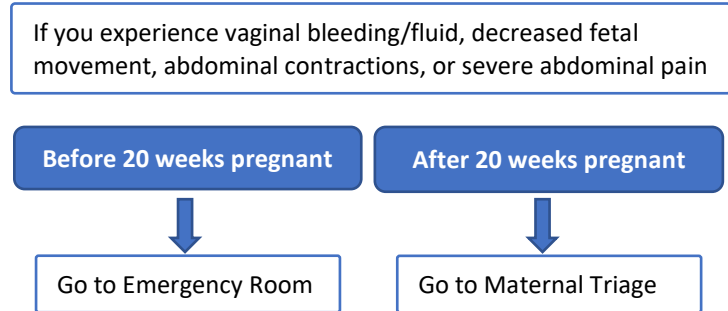 If you experience vaginal bleeding/fluid, decreased fetal
movement, abdominal contractions, or severe abdominal pain
Before 20 weeks pregnant
After 20 weeks pregnant
Go to Emergency Room
Go to Maternal Triage